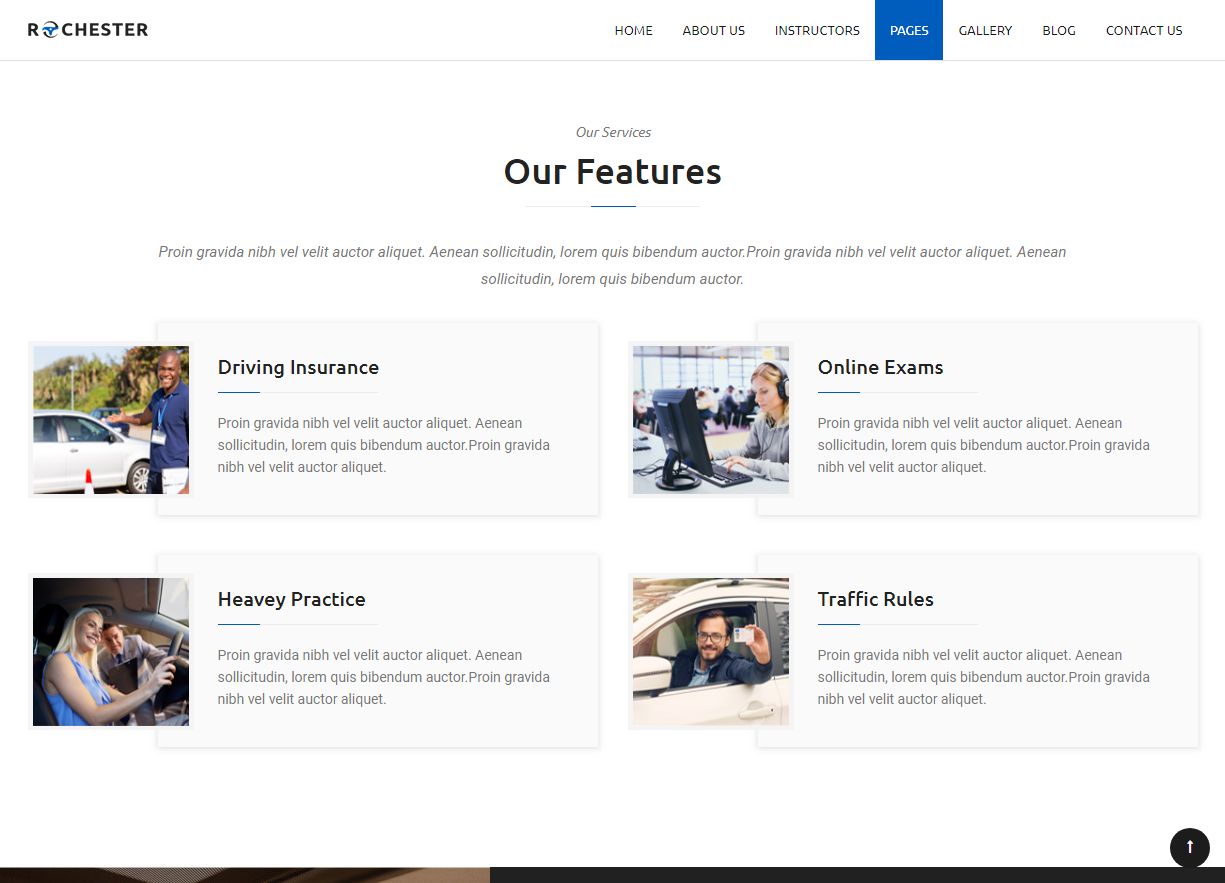 ROCHESTER
HOME ABOUT US INSTRUCTORS PAGES GALLERY BLOG CONTACT US
Our Services
Our Features
Proin gravida nibh vel velit auctor aliquet. Aenean sollicitudin, lorem quis bibendum auctor.Proin gravida nibh vel velit auctor aliquet. Aenean
sollicitudin, lorem quis bibendum auctor.
Driving Insurance
Proin gravida nibh vel velit auctor aliquet. Aenean
sollicitudin, lorem quis bibendum auctor.Proin gravida
nibh vel velit auctor aliquet.
Online Exams
Proin gravida nibh vel velit auctor aliquet. Aenean
sollicitudin, lorem quis bibendum auctor.Proin gravida
nibh vel velit auctor aliquet.
Heavey Practice
Proin gravida nibh vel velit auctor aliquet. Aenean
sollicitudin, lorem quis bibendum auctor.Proin gravida
nibh vel velit auctor aliquet.
Traffic Rules
Proin gravida nibh vel velit auctor aliquet. Aenean
sollicitudin, lorem quis bibendum auctor.Proin gravida
nibh vel velit auctor aliquet.